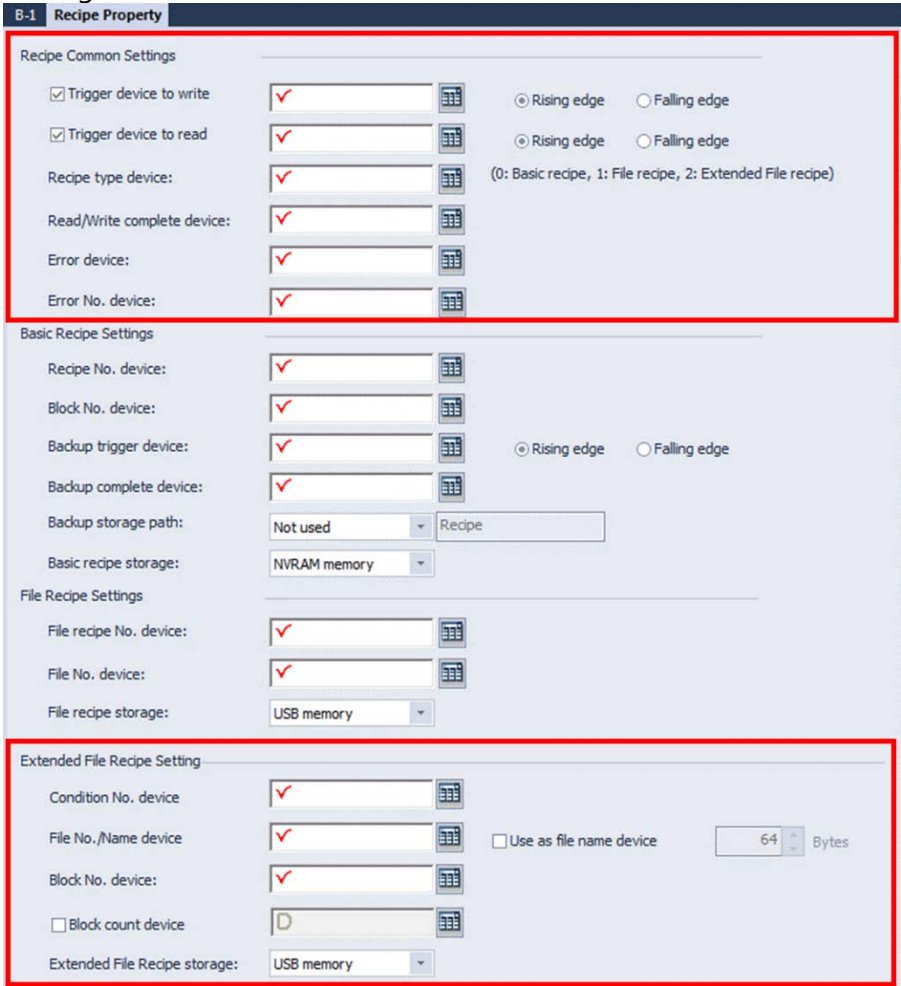 B-1 Recipe Property
Recipe Common Settings
Trigger device to write Rising edge Falling edge
Trigger device to read Rising edge Falling edge
Recipe type device: (0: Basic recipe, 1: File recipe, 2: Extended File recipe)
Read/Write complete device:
Error device:
Error No. device:
Basic Recipe Settings
Recipe No. device:
Block No. device:
Backup trigger device: Rising edge Falling edge
Backup complete device:
Backup storage path: Not used Recipe
Basic recipe storage: NVRAM memory
File Recipe Settings
File recipe No. device:
File No. device:
File recipe storage: USB memory
Extended File Recipe Setting
Condition No. device
File No./Name device Use as file name device 64 Bytes
Block No. device:
Block count device D
Extended File Recipe storage: USB memory